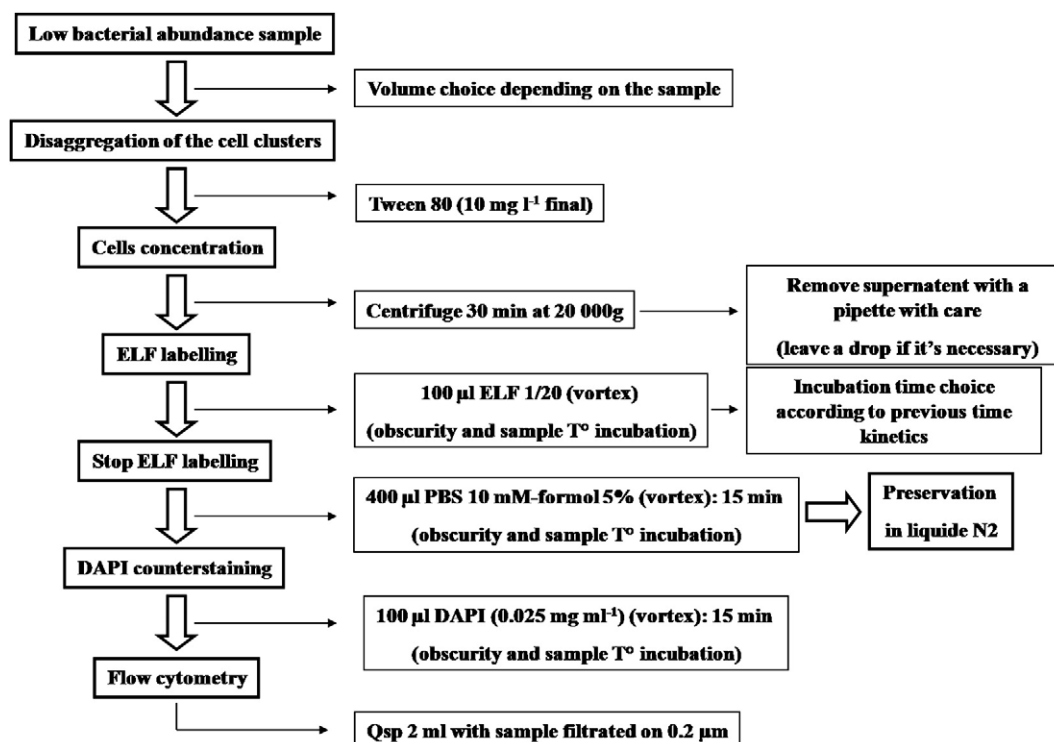 Low bacterial abundance sample
Volume choice depending on the sample
Disaggregation of the cell clusters
Tween 80 (10 mg l⁻¹ final)
Cells concentration
Centrifuge 30 min at 20 000g
Remove supernatent with a
pipette with care
(leave a drop if it's necessary)
ELF labelling
100 µl ELF 1/20 (vortex)
(obscurity and sample T° incubation)
Incubation time choice
according to previous time
kinetics
Stop ELF labelling
400 µl PBS 10 mM-formol 5% (vortex): 15 min
(obscurity and sample T° incubation)
Preservation
in liquide N2
DAPI counterstaining
100 µl DAPI (0.025 mg ml⁻¹) (vortex): 15 min
(obscurity and sample T° incubation)
Flow cytometry
Qsp 2 ml with sample filtrated on 0.2 µm